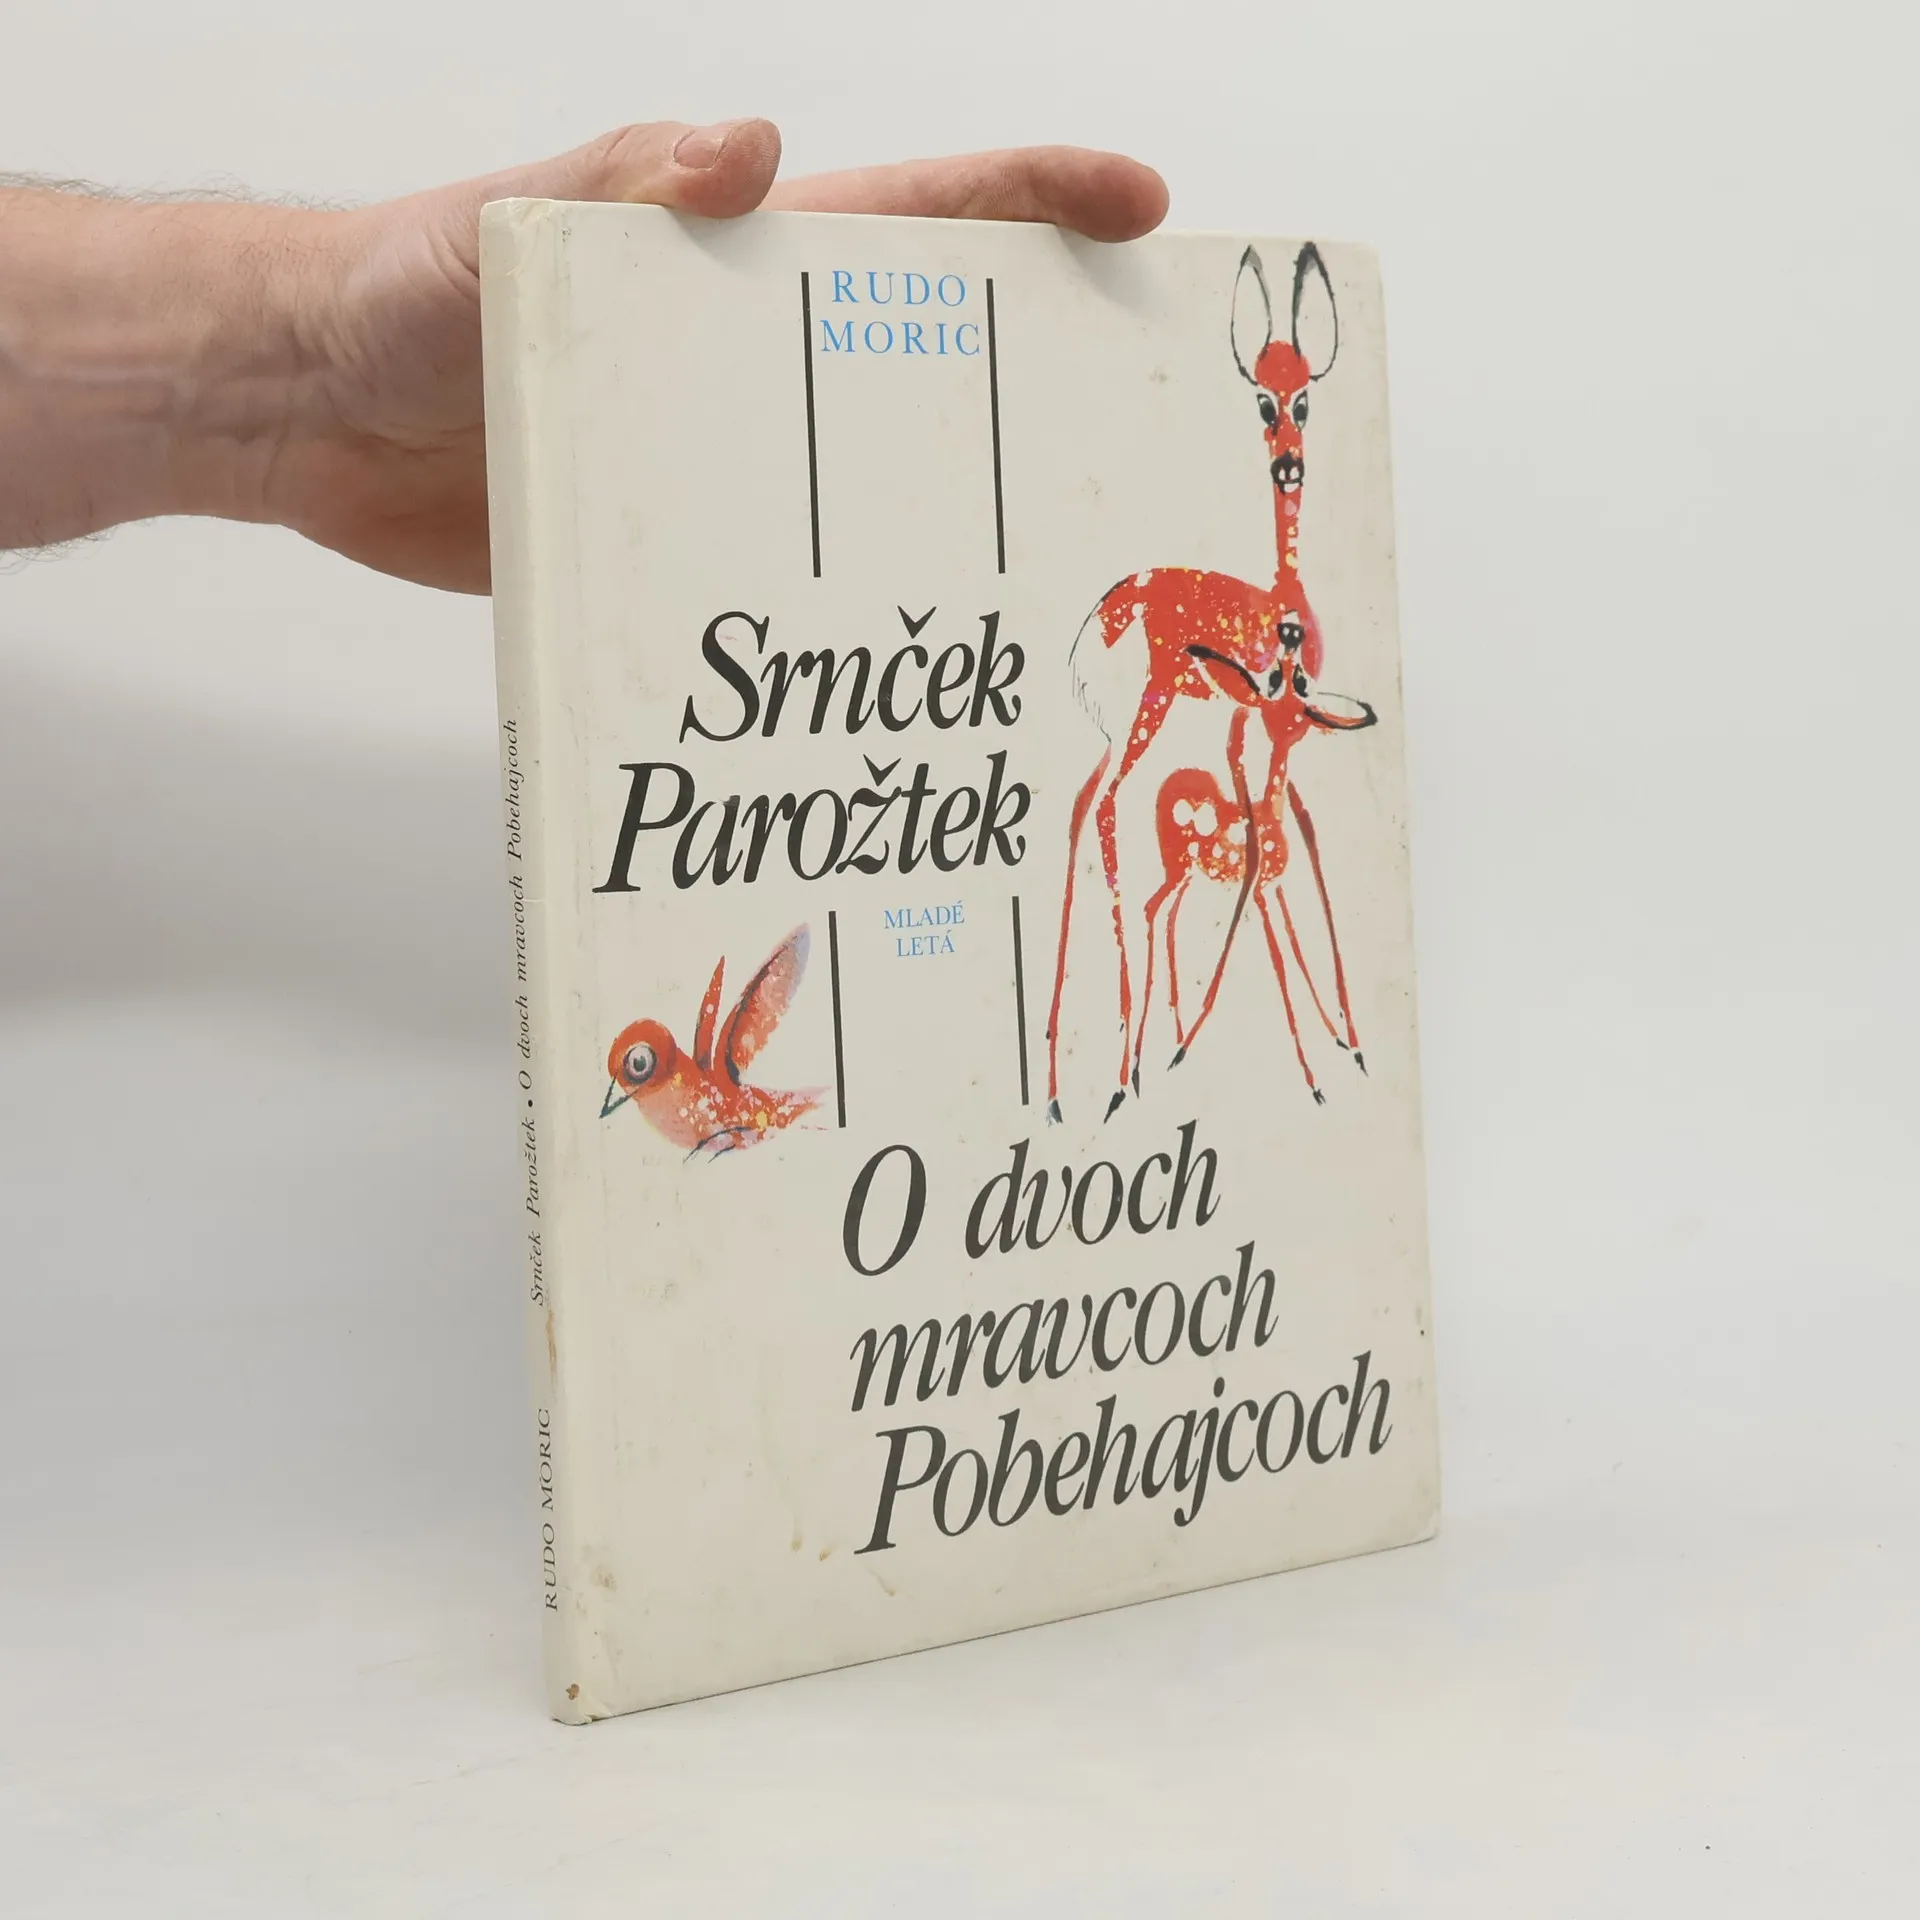 RUDO
MORIC
Srnček
Parožtek
MLADÉ
LETÁ
O dvoch
mravcoch
Pobehajcoch
RUDO MORIC Srnček Parožtek • O dvoch mravcoch Pobehajcoch